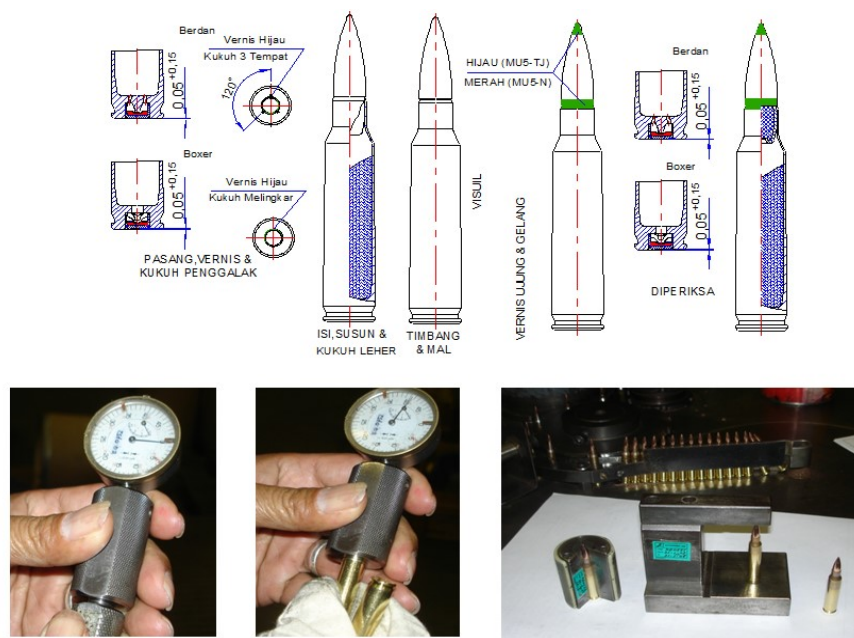 Berdan
0,05 +0,15
Vernis Hijau
Kukuh 3 Tempat
120°
Boxer
0,05 +0,15
Vernis Hijau
Kukuh Melingkar
PASANG,VERNIS &
KUKUH PENGGALAK
ISI,SUSUN &
KUKUH LEHER
TIMBANG
& MAL
VISUIL
HIJAU (MU5-TJ)
MERAH (MU5-N)
VERNIS UJUNG & GELANG
Berdan
0,05 +0,15
Boxer
0,05 +0,15
DIPERIKSA